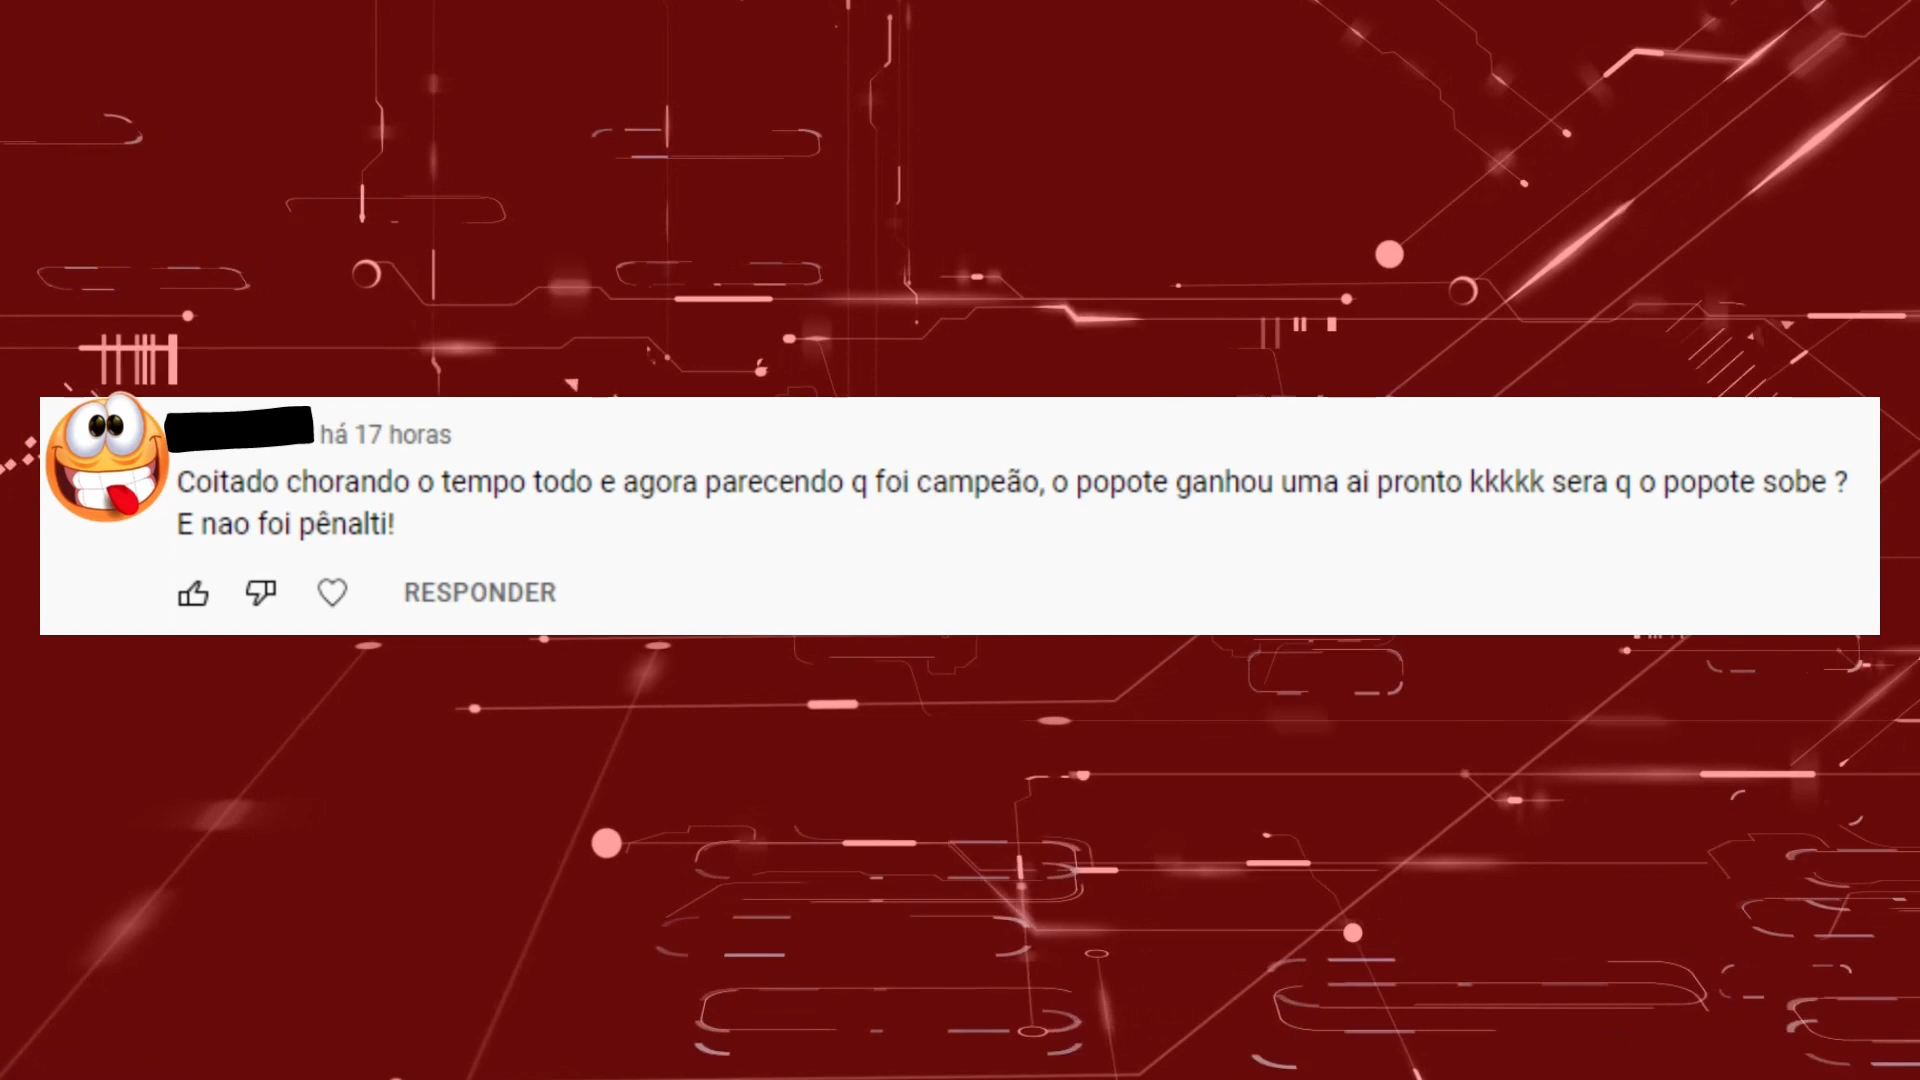 há 17 horas
Coitado chorando o tempo todo e agora parecendo q foi campeão, o popote ganhou uma ai pronto kkkkk sera q o popote sobe ?
E nao foi pênalti!
RESPONDER